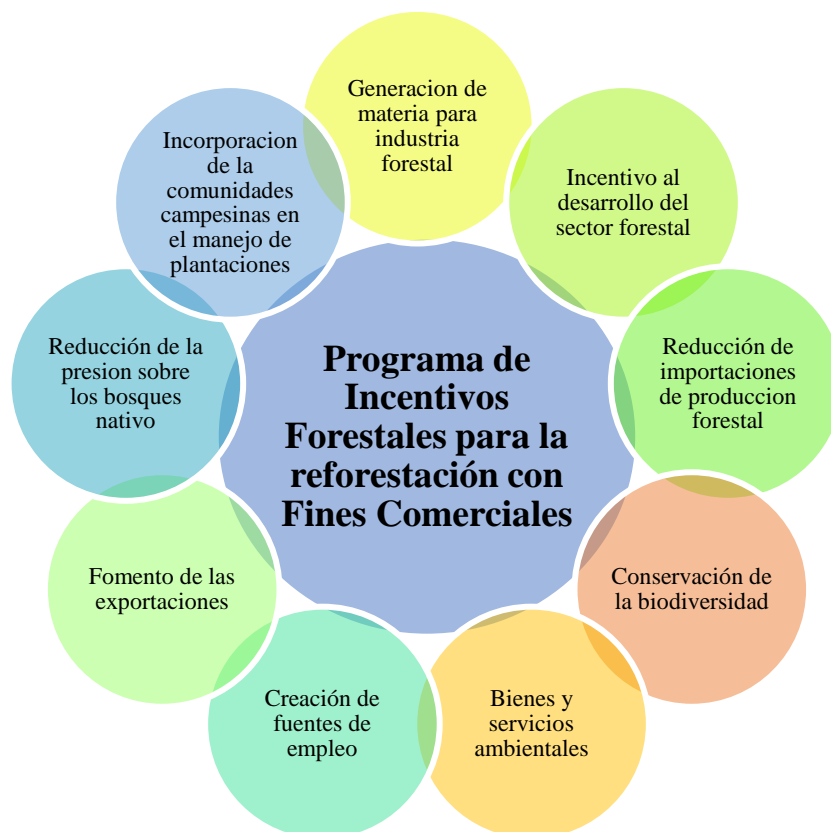 Generacion de
materia para
industria
forestal
Incentivo al
desarrollo del
sector forestal
Reducción de
importaciones
de produccion
forestal
Conservación de
la biodiversidad
Bienes y
servicios
ambientales
Creación de
fuentes de
empleo
Fomento de las
exportaciones
Reducción de la
presion sobre
los bosques
nativo
Incorporacion
de la
comunidades
campesinas en
el manejo de
plantaciones
Programa de
Incentivos
Forestales para la
reforestación con
Fines Comerciales